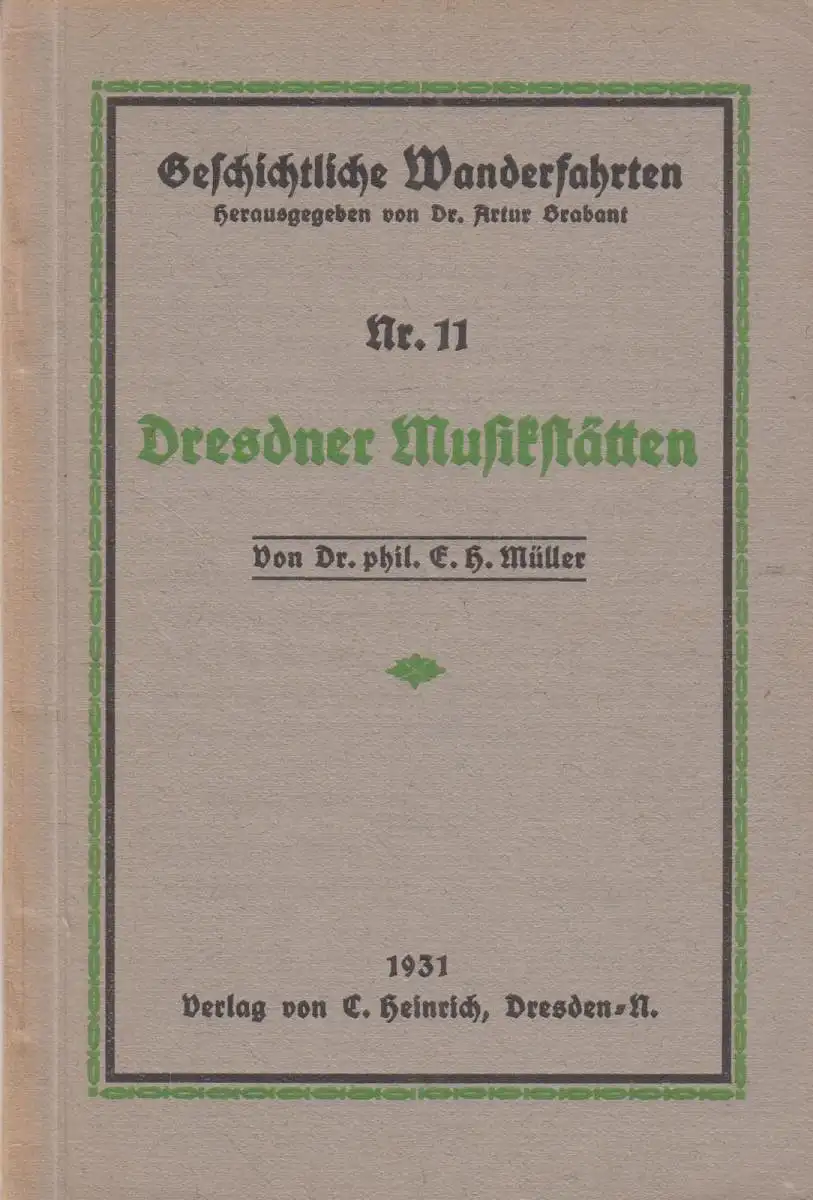 Geschichtliche Wanderfahrten
Herausgegeben von Dr. Artur Brabant
Nr. 11
Dresdner Musikstätten
Von Dr. phil. E. H. Müller
1931
Verlag von C. Heinrich, Dresden-N.